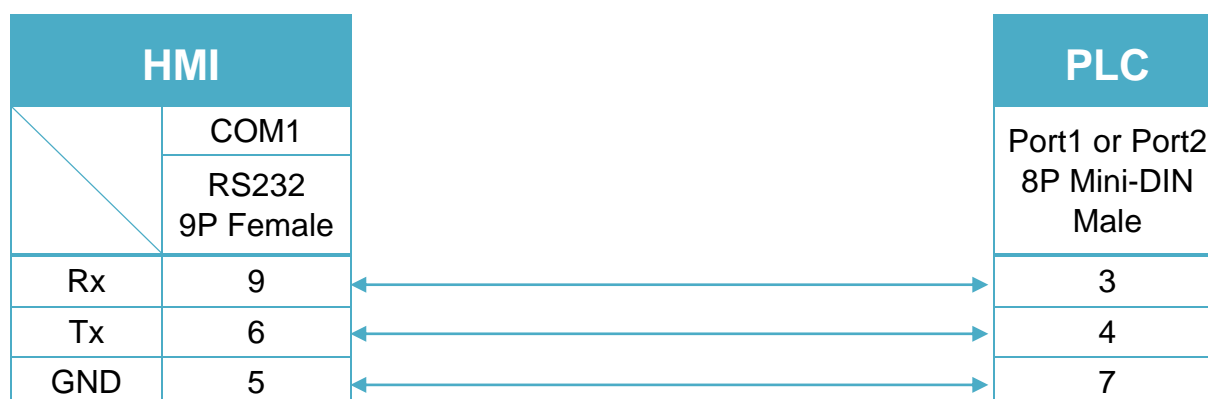 HMI
PLC
COM1
RS232
9P Female
Port1 or Port2
8P Mini-DIN
Male
Rx 9 3
Tx 6 4
GND 5 7